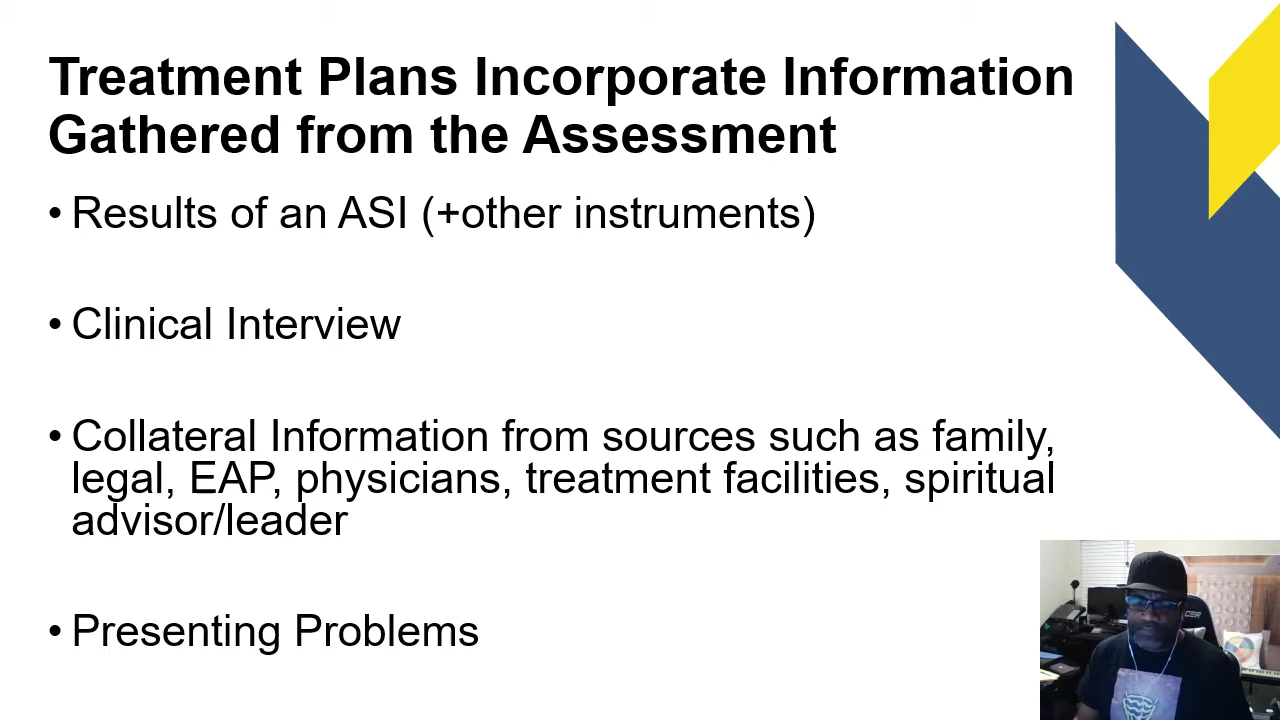 Treatment Plans Incorporate Information
Gathered from the Assessment
• Results of an ASI (+other instruments)
• Clinical Interview
• Collateral Information from sources such as family,
legal, EAP, physicians, treatment facilities, spiritual
advisor/leader
• Presenting Problems